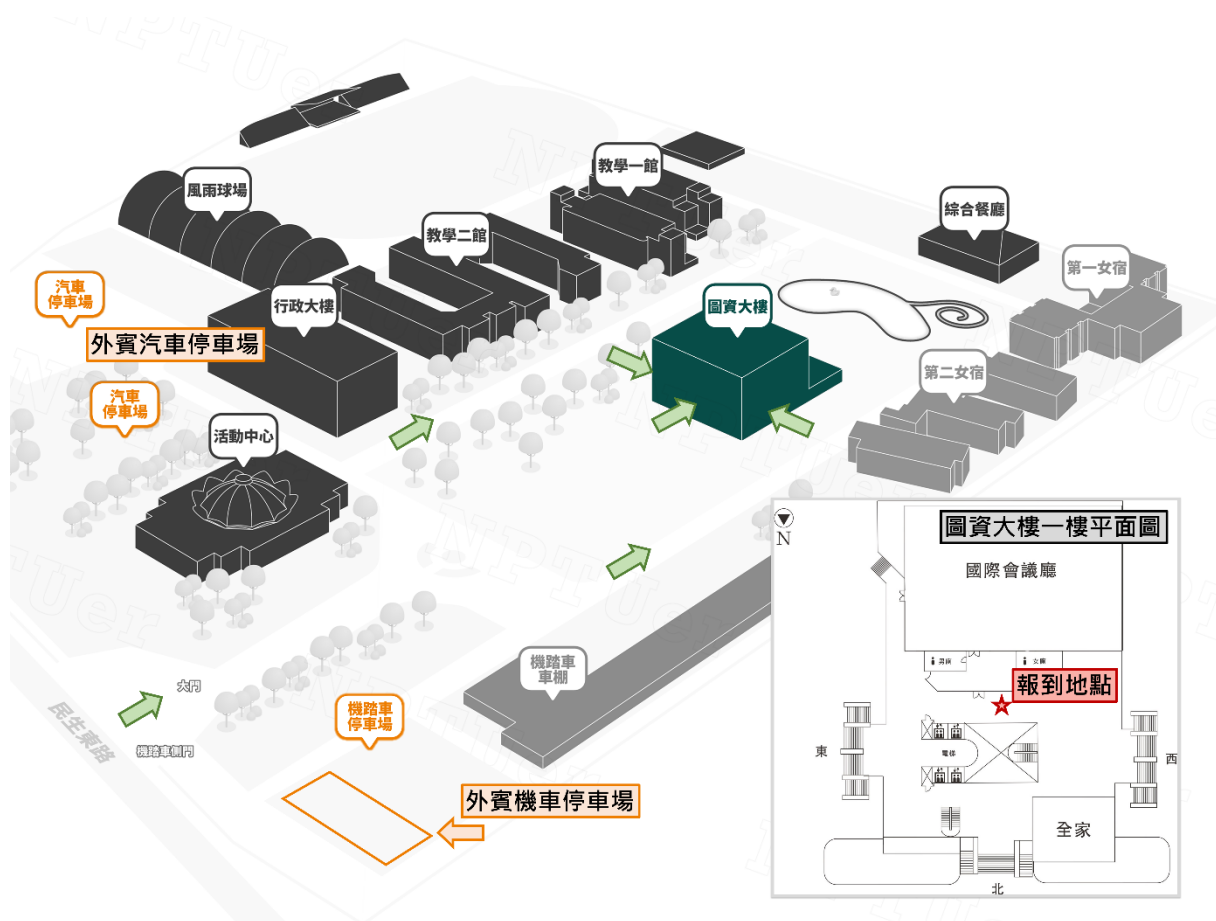 NPTUer
風雨球場
教學一館
教學二館
綜合餐廳
第一女宿
汽車
停車場
外賓汽車停車場
行政大樓
圖資大樓
第二女宿
汽車
停車場
活動中心
機踏車
車棚
大門
民生東路
機踏車側門
機踏車
停車場
外賓機車停車場
N
圖資大樓一樓平面圖
國際會議廳
男廁
女廁
報到地點
電梯
東
西
全家
北